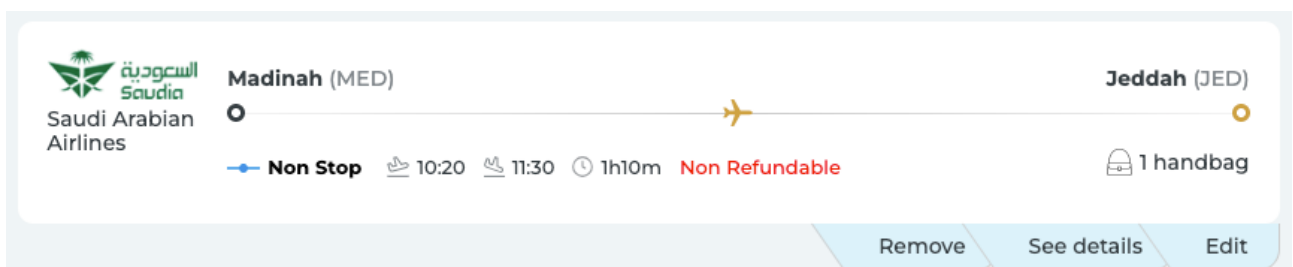 السعودية
Saudia
Saudi Arabian
Airlines
Madinah (MED)
Jeddah (JED)
Non Stop 10:20 11:30 1h10m Non Refundable
1 handbag
Remove See details Edit